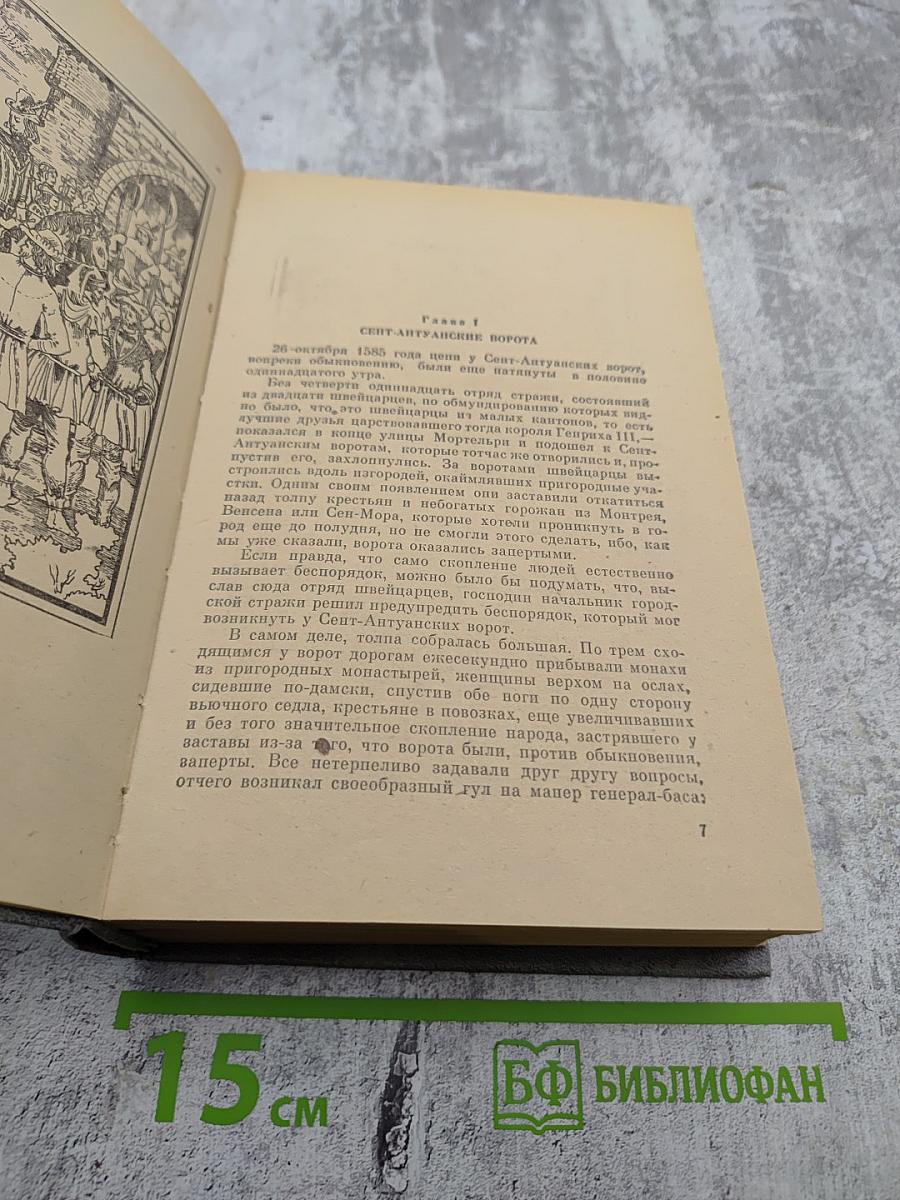 Глава I
СЕНТ-АНТУАНСКИЕ ВОРОТА
26 октября 1585 года цепи у Сент-Антуанских ворот,
вопреки обыкновению, были еще натянуты в половине
одиннадцатого утра.
Без четверти одиннадцать отряд стражи, состоявший
из двадцати швейцарцев, по обмундированию которых вид-
но было, что это швейцарцы из малых кантонов, то есть
лучшие друзья царствовавшего тогда короля Генриха III,—
показался в конце улицы Мортельри и подошел к Сент-
Антуанским воротам, которые тотчас же отворились и, про-
пустив его, захлопнулись. За воротами швейцарцы вы-
строились вдоль изгородей, окаймлявших пригородные уча-
стки. Одним своим появлением они заставили откатиться
назад толпу крестьян и небогатых горожан из Монтрея,
Венсена или Сен-Мора, которые хотели проникнуть в го-
род еще до полудня, но не смогли этого сделать, ибо, как
мы уже сказали, ворота оказались запертыми.
Если правда, что само скопление людей естественно
вызывает беспорядок, можно было бы подумать, что, вы-
слав сюда отряд швейцарцев, господин начальник город-
ской стражи решил предупредить беспорядок, который мог
возникнуть у Сент-Антуанских ворот.
В самом деле, толпа собралась большая. По трем схо-
дящимся у ворот дорогам ежесекундно прибывали монахи
из пригородных монастырей, женщины верхом на ослах,
сидевшие по-дамски, спустив обе ноги по одну сторону
вьючного седла, крестьяне в повозках, еще увеличивавших
и без того значительное скопление народа, застрявшего у
заставы из-за того, что ворота были, против обыкновения,
заперты. Все нетерпеливо задавали друг другу вопросы,
отчего возникал своеобразный гул на манер генерал-баса;
7
15 см
БФ БИБЛИОФАН